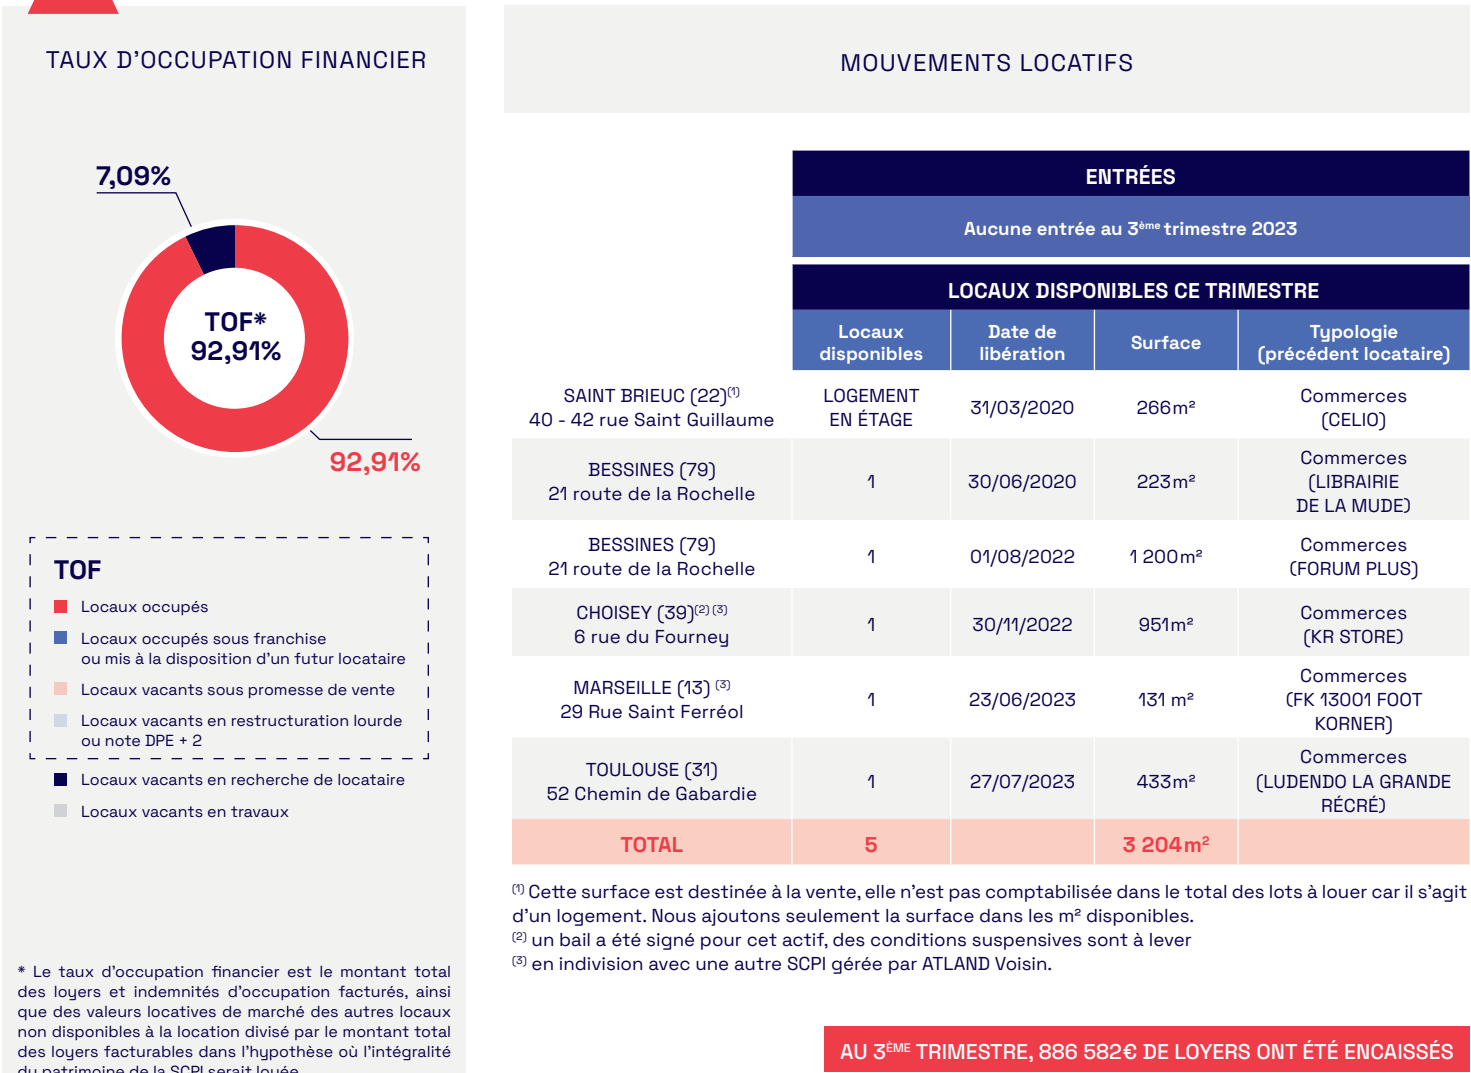 TAUX D'OCCUPATION FINANCIER
7,09%
TOF*
92,91%
92,91%
TOF
Locaux occupés
Locaux occupés sous franchise
ou mis à la disposition d'un futur locataire
Locaux vacants sous promesse de vente
Locaux vacants en restructuration lourde
ou note DPE + 2
Locaux vacants en recherche de locataire
Locaux vacants en travaux
* Le taux d'occupation financier est le montant total
des loyers et indemnités d'occupation facturés, ainsi
que des valeurs locatives de marché des autres locaux
non disponibles à la location divisé par le montant total
des loyers facturables dans l'hypothèse où l'intégralité
du patrimoine de la SCPI serait louée.
MOUVEMENTS LOCATIFS
ENTRÉES
Aucune entrée au 3ème trimestre 2023
LOCAUX DISPONIBLES CE TRIMESTRE
Locaux disponibles | Date de libération | Surface | Typologie (précédent locataire)
SAINT BRIEUC (22)(1) 40 - 42 rue Saint Guillaume | LOGEMENT EN ÉTAGE | 31/03/2020 | 266m² | Commerces (CELIO)
BESSINES (79) 21 route de la Rochelle | 1 | 30/06/2020 | 223m² | Commerces (LIBRAIRIE DE LA MUDE)
BESSINES (79) 21 route de la Rochelle | 1 | 01/08/2022 | 1 200m² | Commerces (FORUM PLUS)
CHOISEY (39)(2)(3) 6 rue du Fourney | 1 | 30/11/2022 | 951m² | Commerces (KR STORE)
MARSEILLE (13) (3) 29 Rue Saint Ferréol | 1 | 23/06/2023 | 131 m² | Commerces (FK 13001 FOOT KORNER)
TOULOUSE (31) 52 Chemin de Gabardie | 1 | 27/07/2023 | 433m² | Commerces (LUDENDO LA GRANDE RÉCRÉ)
TOTAL | 5 | 3 204m²
(1) Cette surface est destinée à la vente, elle n'est pas comptabilisée dans le total des lots à louer car il s'agit
d'un logement. Nous ajoutons seulement la surface dans les m² disponibles.
(2) un bail a été signé pour cet actif, des conditions suspensives sont à lever
(3) en indivision avec une autre SCPI gérée par ATLAND Voisin.
AU 3ÈME TRIMESTRE, 886 582€ DE LOYERS ONT ÉTÉ ENCAISSÉS